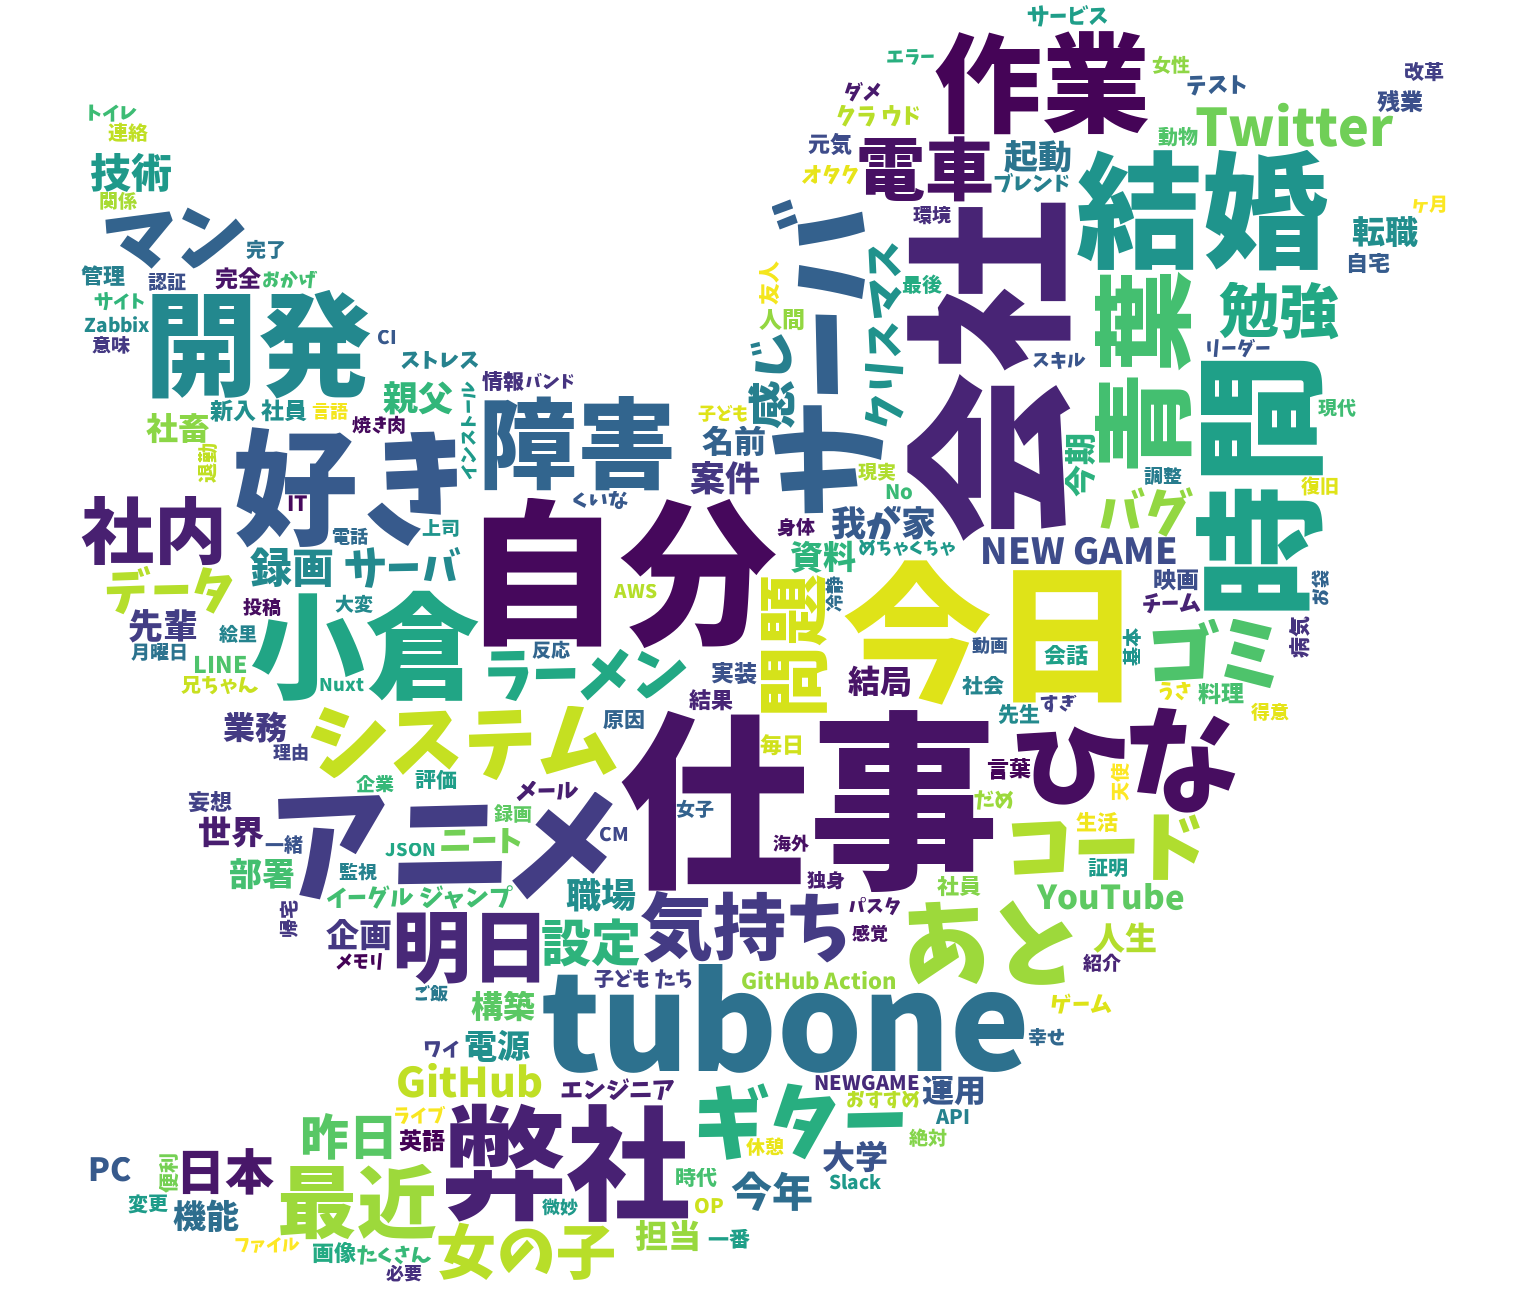 サービス
エラー
作業
女性
改革
テスト
残業
ダメ
クラウド
Twitter
動物
元気
電車
起動
オタク
ブレンド
結婚
トイレ
連絡
技術
関係
マン
完了
管理
認証
完全
おかげ
サイト
Zabbix
意味
開発
CI
環境
会社
サーバ
クリスマス
最後
友人
人間
感じ
ヶ月
転職
自宅
青葉
勉強
リーダー
スキル
時間
現代
ストレス
情報
バンド
親父
インストール
新入社員
言語
社畜
焼き肉
退勤
好き
障害
子ども
名前
案件
現実
No
今期
調整
バグ
復旧
社内
IT
くいな
電話
上司
自分
身体
我が家
資料
めちゃくちゃ
NEW GAME
録画
サーバ
データ
投稿
大変
AWS
問題
冷静
今日
映画
チーム
お袋
先輩
絵里
月曜日
小倉
反応
動画
会話
基本
ゴミ
病気
LINE
兄ちゃん
Nuxt
ラーメン
実装
結局
社会
うさ
料理
得意
結果
先生
すぎ
業務
理由
システム
原因
仕事
毎日
言葉
ひな
天使
企業
評価
メール
妄想
世界
一緒
アニメ
録画
ニート
JSON
CM
女子
海外
だめ
生活
コード
証明
部署
監視
イーグルジャンプ
職場
独身
社員
YouTube
帰宅
企画
メモリ
明日
設定
気持ち
パスタ
感覚
あと
人生
紹介
子どもたち
GitHub Action
ご飯
構築
tubone
ゲーム
幸せ
ワイ
電源
GitHub
エンジニア
NEWGAME
おすすめ
運用
API
ライブ
昨日
英語
弊社
ギター
休憩
絶対
大学
PC
便利
日本
最近
時代
今年
Slack
変更
機能
微妙
OP
ファイル
画像
たくさん
必要
女の子
担当
一番